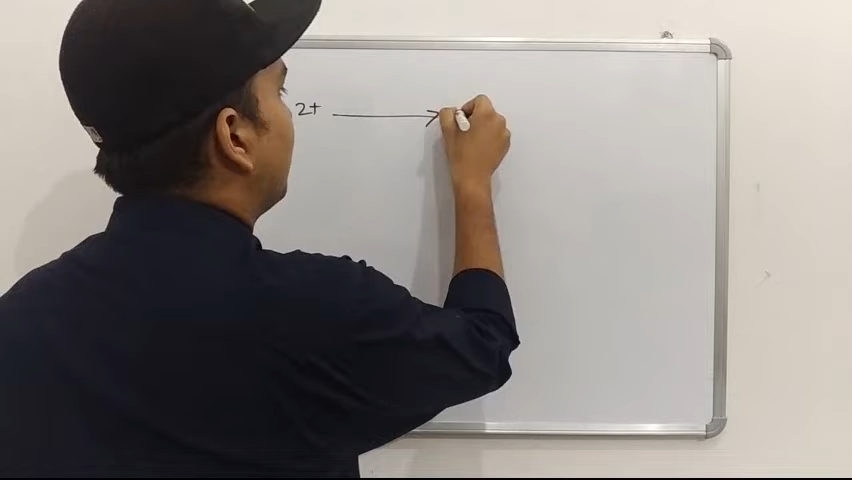 2+ →